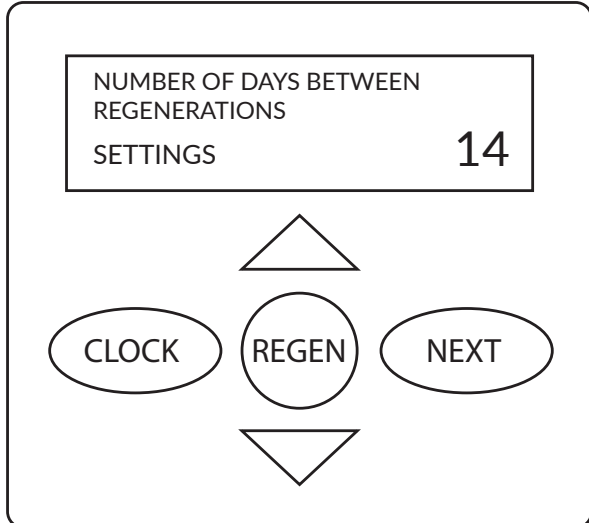 NUMBER OF DAYS BETWEEN
REGENERATIONS
SETTINGS 14
CLOCK REGEN NEXT